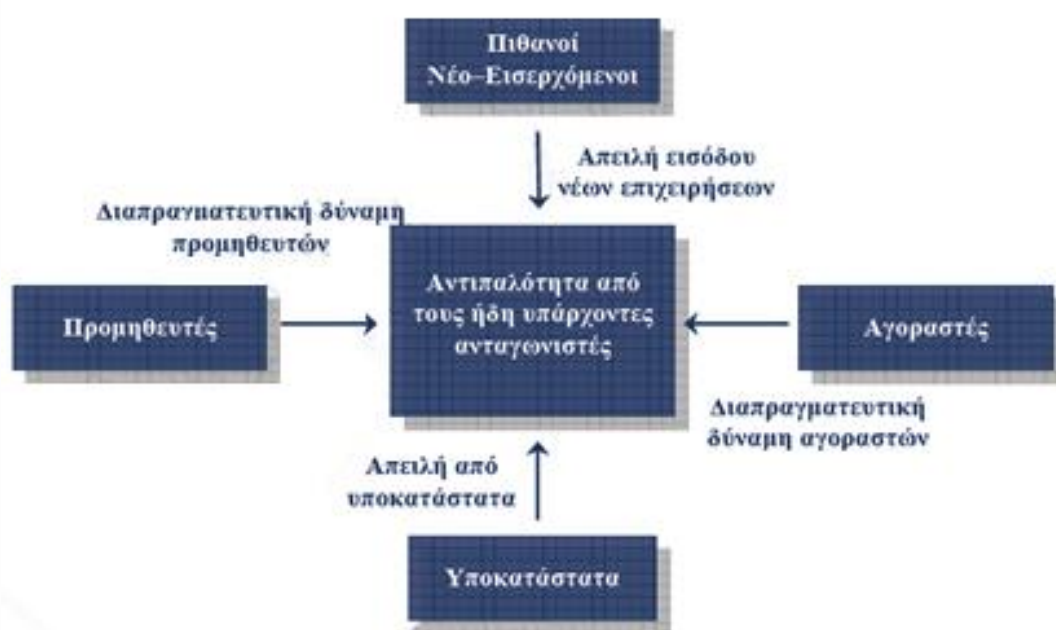 Πιθανοί
Νέο–Εισερχόμενοι
Απειλή εισόδου
νέων επιχειρήσεων
Διαπραγματευτική δύναμη
προμηθευτών
Προμηθευτές
Αντιπαλότητα από
τους ήδη υπάρχοντες
ανταγωνιστές
Αγοραστές
Διαπραγματευτική
δύναμη αγοραστών
Απειλή από
υποκατάστατα
Υποκατάστατα